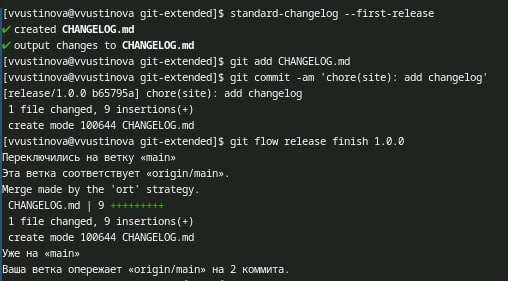 [vvustinova@vvustinova git-extended]$ standard-changelog --first-release
✔ created CHANGELOG.md
✔ output changes to CHANGELOG.md
[vvustinova@vvustinova git-extended]$ git add CHANGELOG.md
[vvustinova@vvustinova git-extended]$ git commit -am 'chore(site): add changelog'
[release/1.0.0 b65795a] chore(site): add changelog
 1 file changed, 9 insertions(+)
 create mode 100644 CHANGELOG.md
[vvustinova@vvustinova git-extended]$ git flow release finish 1.0.0
Переключились на ветку «main»
Эта ветка соответствует «origin/main».
Merge made by the 'ort' strategy.
 CHANGELOG.md | 9 +++++++++
 1 file changed, 9 insertions(+)
 create mode 100644 CHANGELOG.md
Уже на «main»
Ваша ветка опережает «origin/main» на 2 коммита.